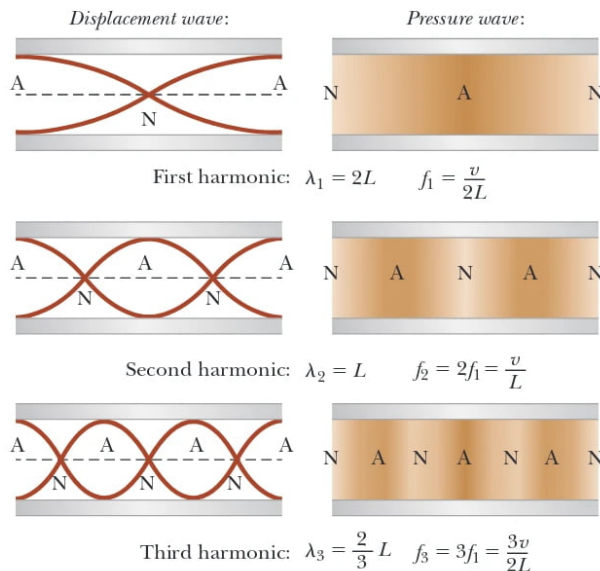 Displacement wave: Pressure wave:
A A N A N
N
First harmonic: λ₁ = 2L f₁ = v/2L
A A A N A N A N
N N
Second harmonic: λ₂ = L f₂ = 2f₁ = v/L
A A A A N A N A N A N
N N N
Third harmonic: λ₃ = 2/3 L f₃ = 3f₁ = 3v/2L